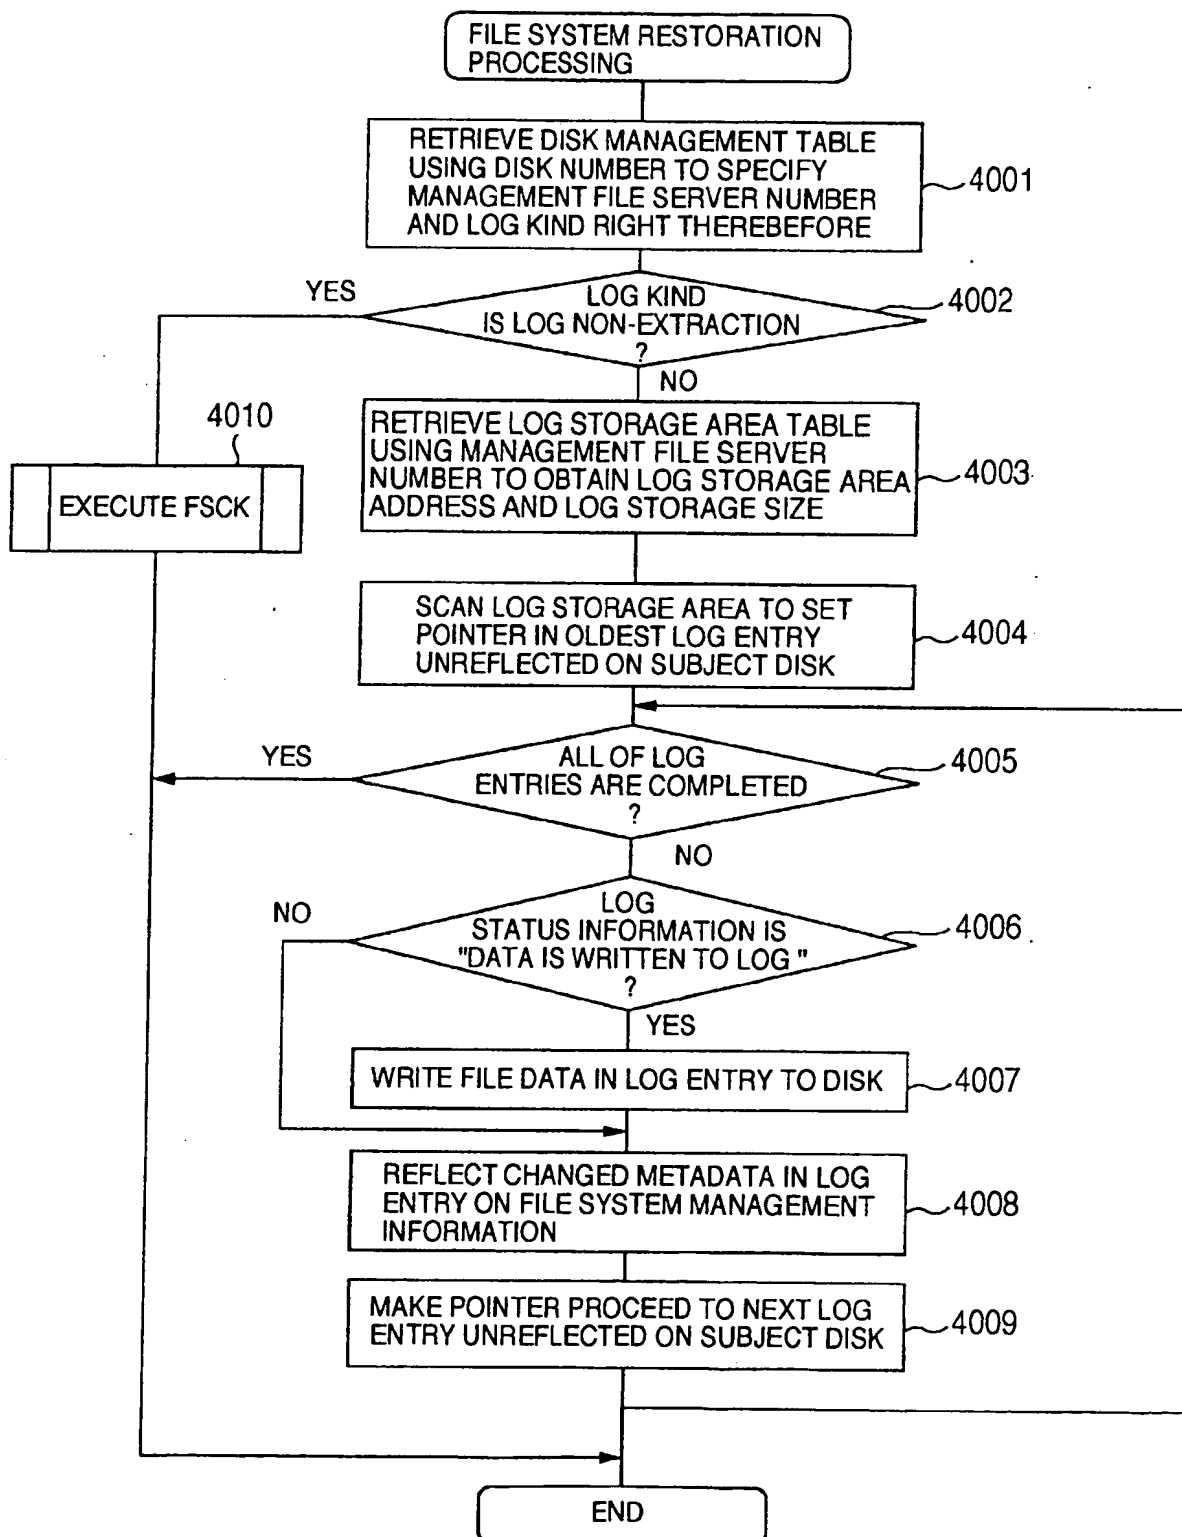 FILE SYSTEM RESTORATION
PROCESSING
RETRIEVE DISK MANAGEMENT TABLE
USING DISK NUMBER TO SPECIFY
MANAGEMENT FILE SERVER NUMBER
AND LOG KIND RIGHT THEREBEFORE
4001
YES
LOG KIND
IS LOG NON-EXTRACTION
?
4002
NO
4010
EXECUTE FSCK
RETRIEVE LOG STORAGE AREA TABLE
USING MANAGEMENT FILE SERVER
NUMBER TO OBTAIN LOG STORAGE AREA
ADDRESS AND LOG STORAGE SIZE
4003
SCAN LOG STORAGE AREA TO SET
POINTER IN OLDEST LOG ENTRY
UNREFLECTED ON SUBJECT DISK
4004
YES
ALL OF LOG
ENTRIES ARE COMPLETED
?
4005
NO
NO
LOG
STATUS INFORMATION IS
"DATA IS WRITTEN TO LOG "
?
4006
YES
WRITE FILE DATA IN LOG ENTRY TO DISK
4007
REFLECT CHANGED METADATA IN LOG
ENTRY ON FILE SYSTEM MANAGEMENT
INFORMATION
4008
MAKE POINTER PROCEED TO NEXT LOG
ENTRY UNREFLECTED ON SUBJECT DISK
4009
END